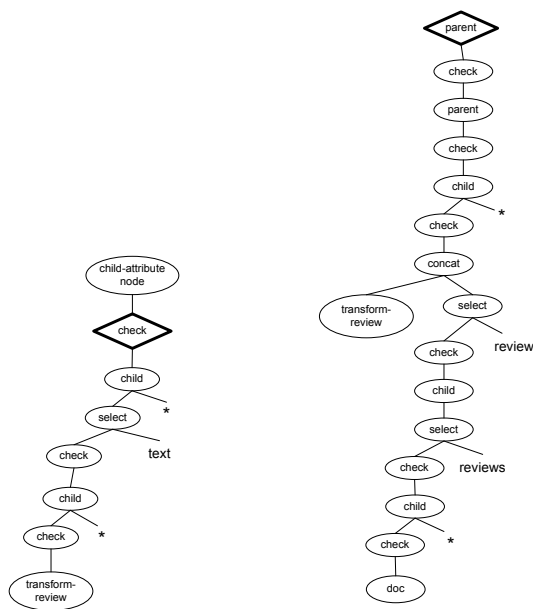 child-attribute
node
check
child
*
select
text
check
child
*
check
transform-
review
parent
check
parent
check
child
*
check
concat
transform-
review
select
review
check
child
select
reviews
check
child
*
check
doc